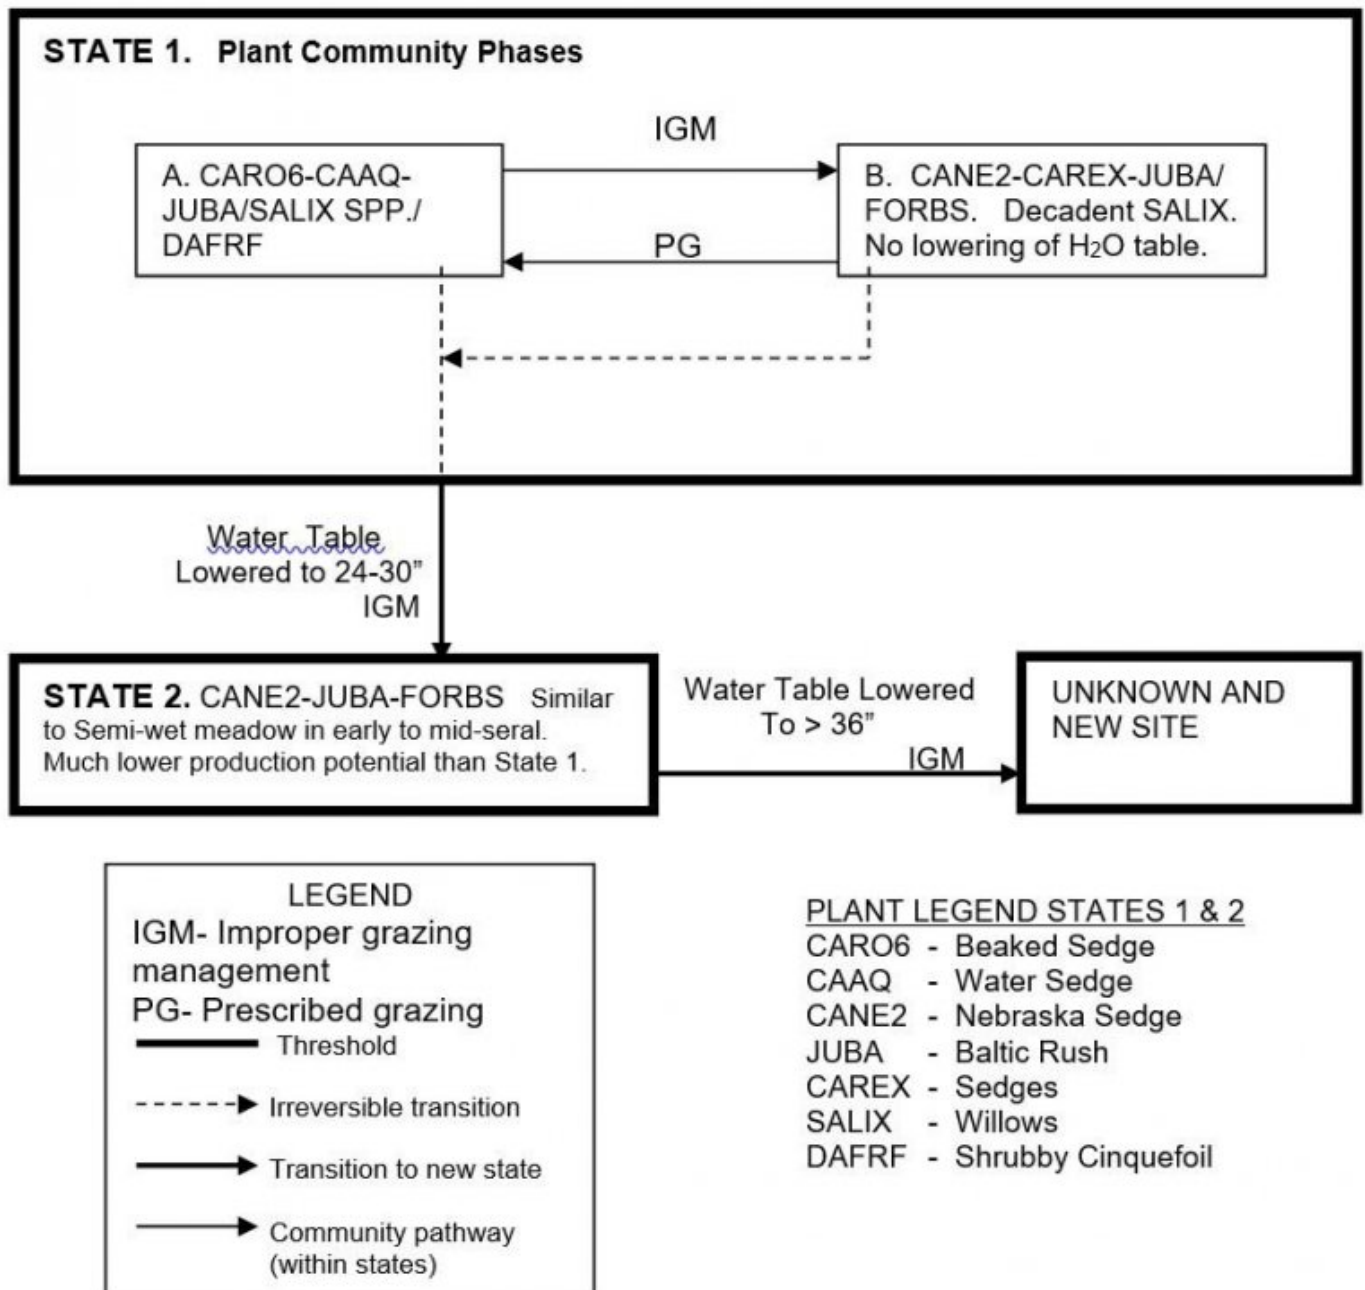 STATE 1. Plant Community Phases
IGM
A. CARO6-CAAQ-
JUBA/SALIX SPP./
DAFRF
B. CANE2-CAREX-JUBA/
FORBS. Decadent SALIX.
No lowering of H₂O table.
PG
Water Table
Lowered to 24-30”
IGM
STATE 2. CANE2-JUBA-FORBS Similar
to Semi-wet meadow in early to mid-seral.
Much lower production potential than State 1.
Water Table Lowered
To > 36”
IGM
UNKNOWN AND
NEW SITE
LEGEND
IGM- Improper grazing
management
PG- Prescribed grazing
Threshold
Irreversible transition
Transition to new state
Community pathway
(within states)
PLANT LEGEND STATES 1 & 2
CARO6 - Beaked Sedge
CAAQ - Water Sedge
CANE2 - Nebraska Sedge
JUBA - Baltic Rush
CAREX - Sedges
SALIX - Willows
DAFRF - Shrubby Cinquefoil